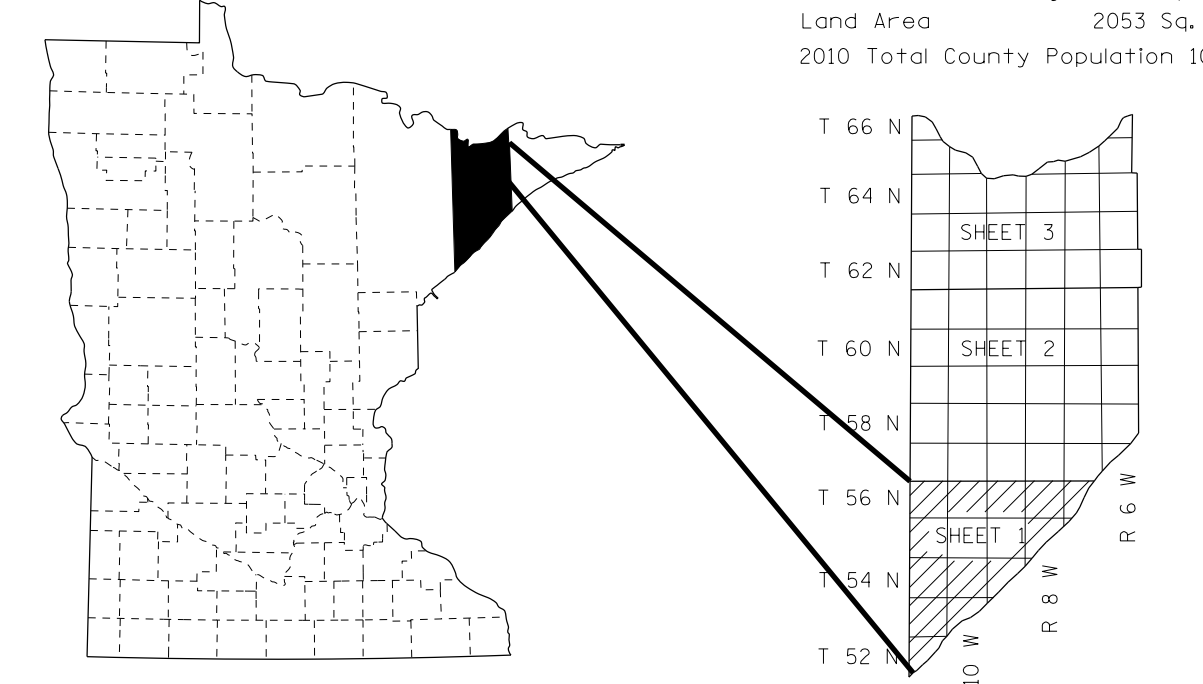 Land Area 2053 Sq.
2010 Total County Population 10
T 66 N
T 64 N
SHEET 3
T 62 N
T 60 N
SHEET 2
T 58 N
T 56 N
R 6 W
SHEET 1
T 54 N
R 8 W
T 52 N
10 W